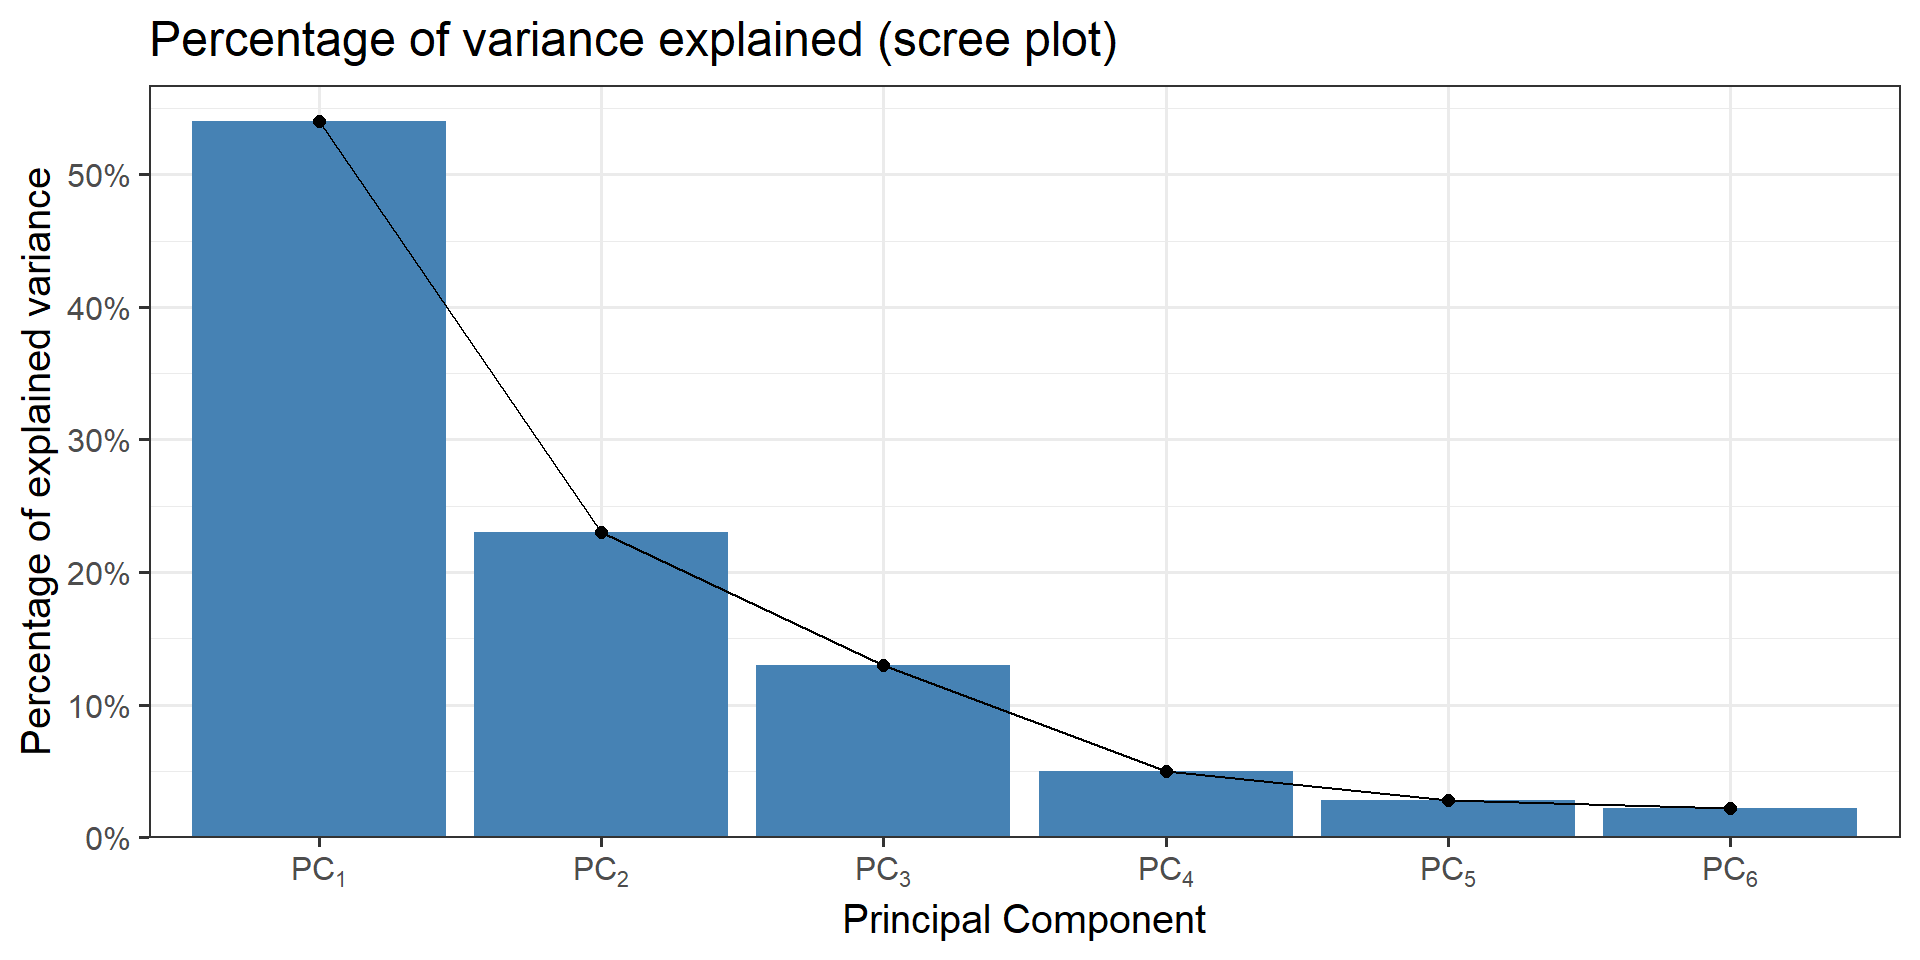 Percentage of variance explained (scree plot)
Percentage of explained variance
50%
40%
30%
20%
10%
0%
PC₁ PC₂ PC₃ PC₄ PC₅ PC₆
Principal Component